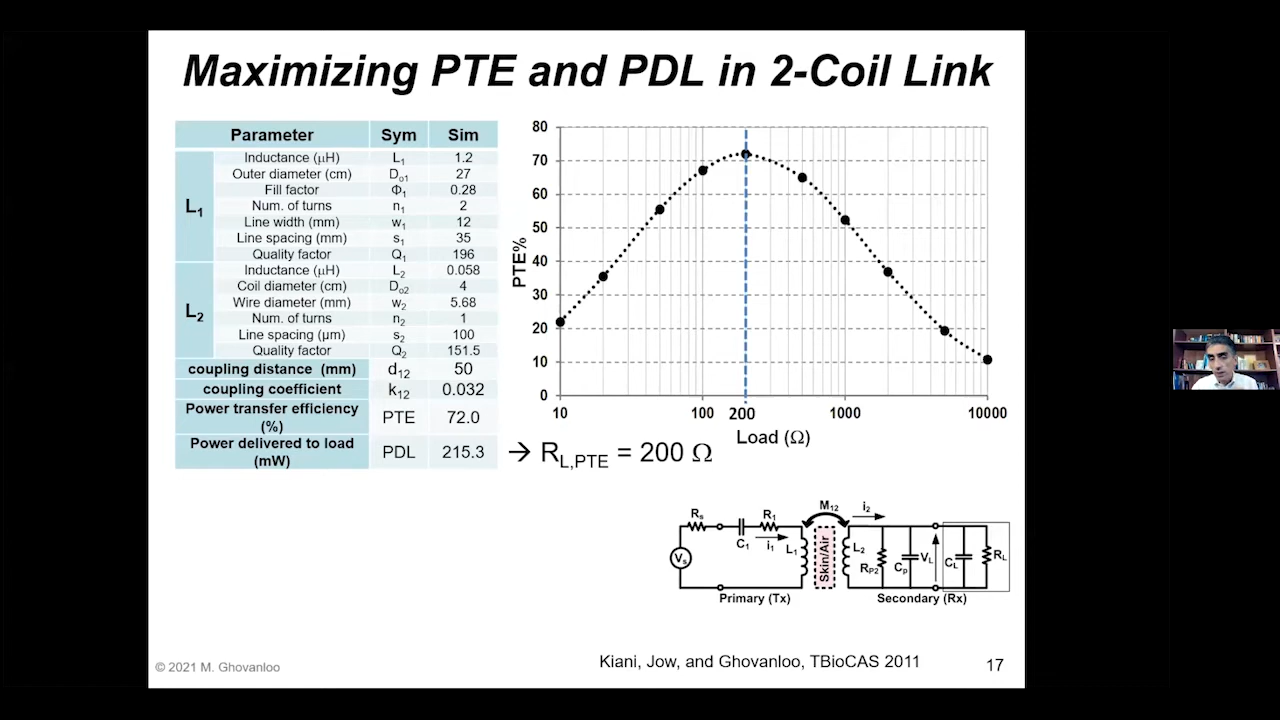 Maximizing PTE and PDL in 2-Coil Link
Parameter Sym Sim
L1
Inductance (μH) L1 1.2
Outer diameter (cm) Do1 27
Fill factor Φ1 0.28
Num. of turns n1 2
Line width (mm) w1 12
Line spacing (mm) s1 35
Quality factor Q1 196
L2
Inductance (μH) L2 0.058
Coil diameter (cm) Do2 4
Wire diameter (mm) w2 5.68
Num. of turns n2 1
Line spacing (μm) s2 100
Quality factor Q2 151.5
coupling distance (mm) d12 50
coupling coefficient k12 0.032
Power transfer efficiency
(%) PTE 72.0
Power delivered to load
(mW) PDL 215.3
PTE%
80
70
60
50
40
30
20
10
0
10 100 200 1000 10000
Load (Ω)
→ RL,PTE = 200 Ω
M12 i2
Rs R1
C1 i1 L1 Skin/Air L2 RP2 Cp VL CL RL
Vs
Primary (Tx) Secondary (Rx)
© 2021 M. Ghovanloo
Kiani, Jow, and Ghovanloo, TBioCAS 2011
17